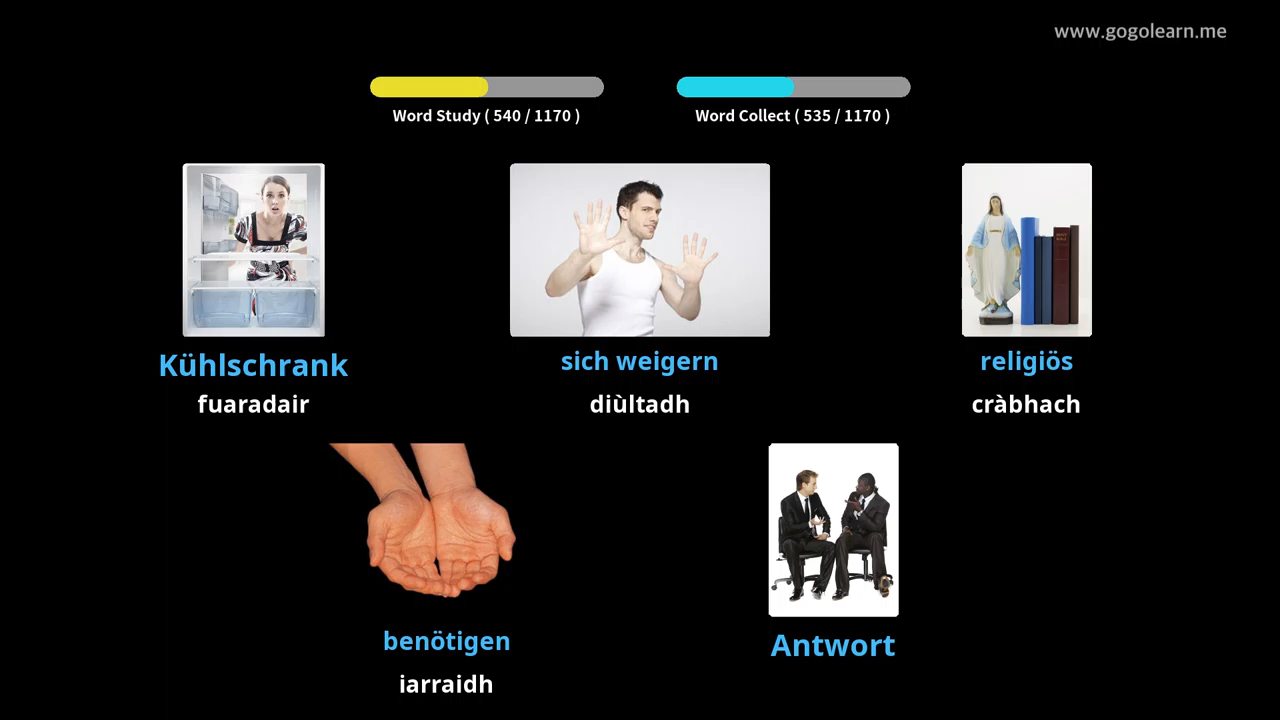 www.gogolearn.me
Word Study ( 540 / 1170 )
Word Collect ( 535 / 1170 )
Kühlschrank
fuaradair
sich weigern
diùltadh
religiös
cràbhach
benötigen
iarraidh
Antwort